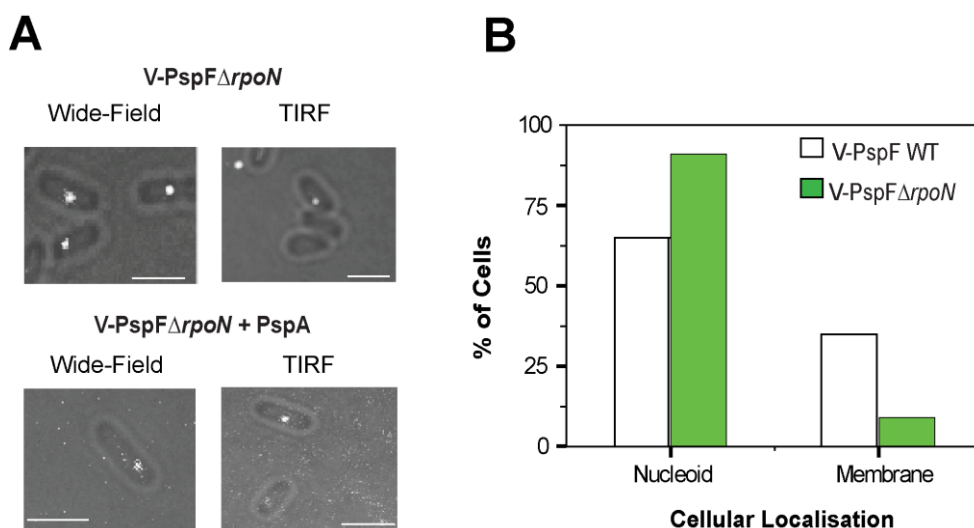 A
V-PspFΔrpoN
Wide-Field TIRF
V-PspFΔrpoN + PspA
Wide-Field TIRF
B
100
75
50
25
0
% of Cells
V-PspF WT
V-PspFΔrpoN
Nucleoid Membrane
Cellular Localisation